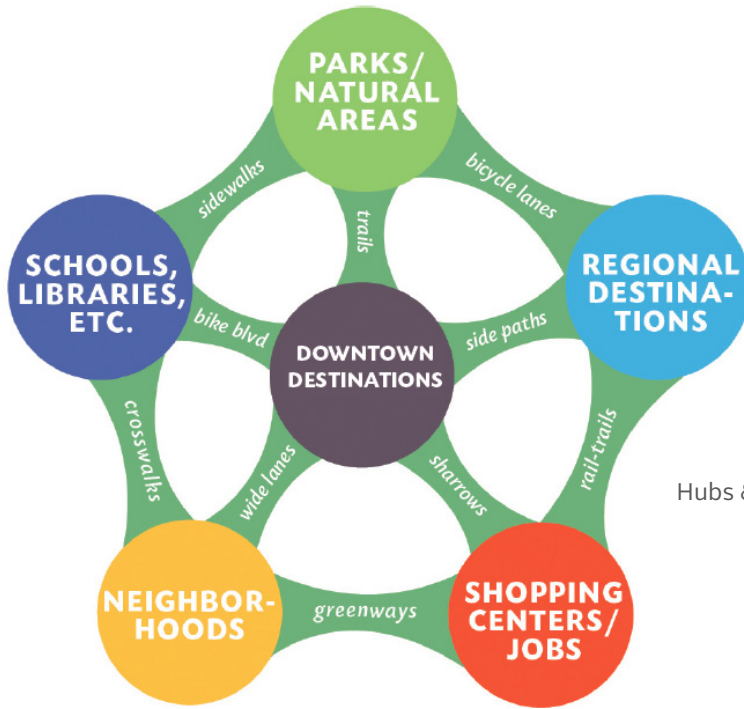 PARKS/
NATURAL
AREAS
sidewalks
bicycle lanes
trails
SCHOOLS,
LIBRARIES,
ETC.
REGIONAL
DESTINA-
TIONS
bike blvd
side paths
DOWNTOWN
DESTINATIONS
crosswalks
wide lanes
sharrows
rail-trails
Hubs &
NEIGHBOR-
HOODS
greenways
SHOPPING
CENTERS/
JOBS